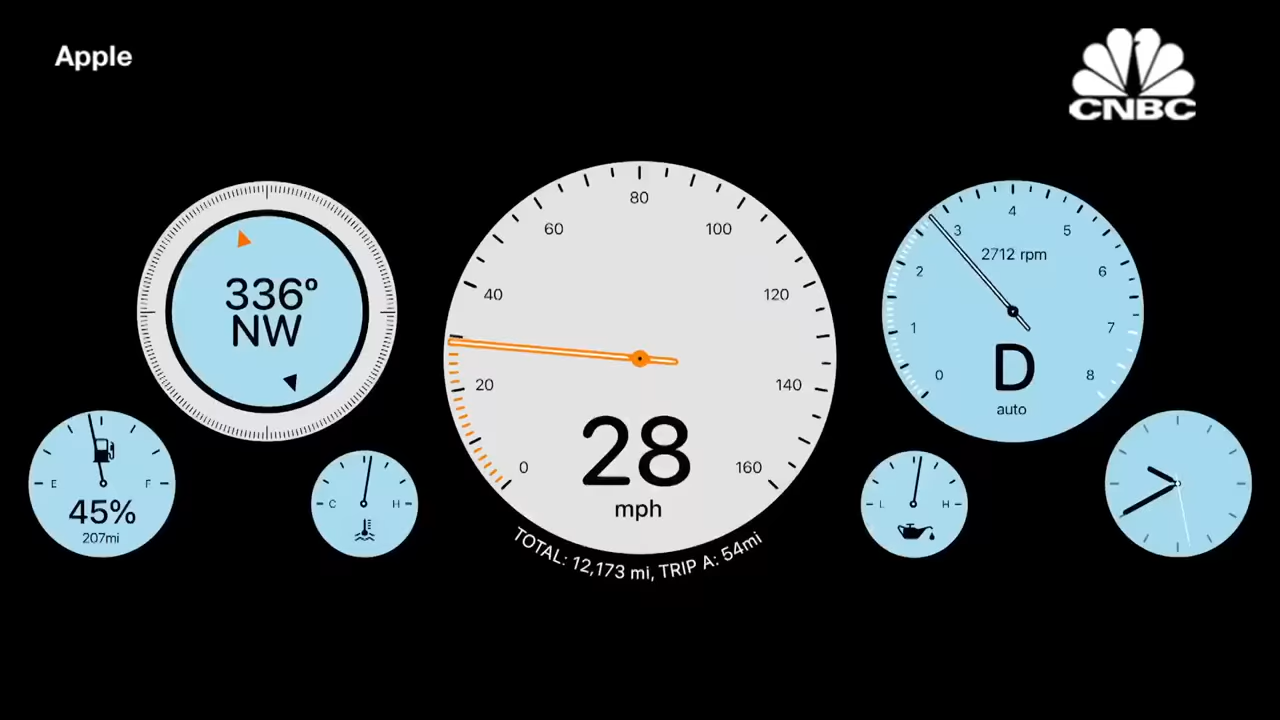 Apple
CNBC
336°
NW
E
F
45%
207mi
C
H
0
20
40
60
80
100
120
140
160
28
mph
TOTAL: 12,173 mi, TRIP A: 54mi
0
1
2
3
4
5
6
7
8
2712 rpm
D
auto
L
H